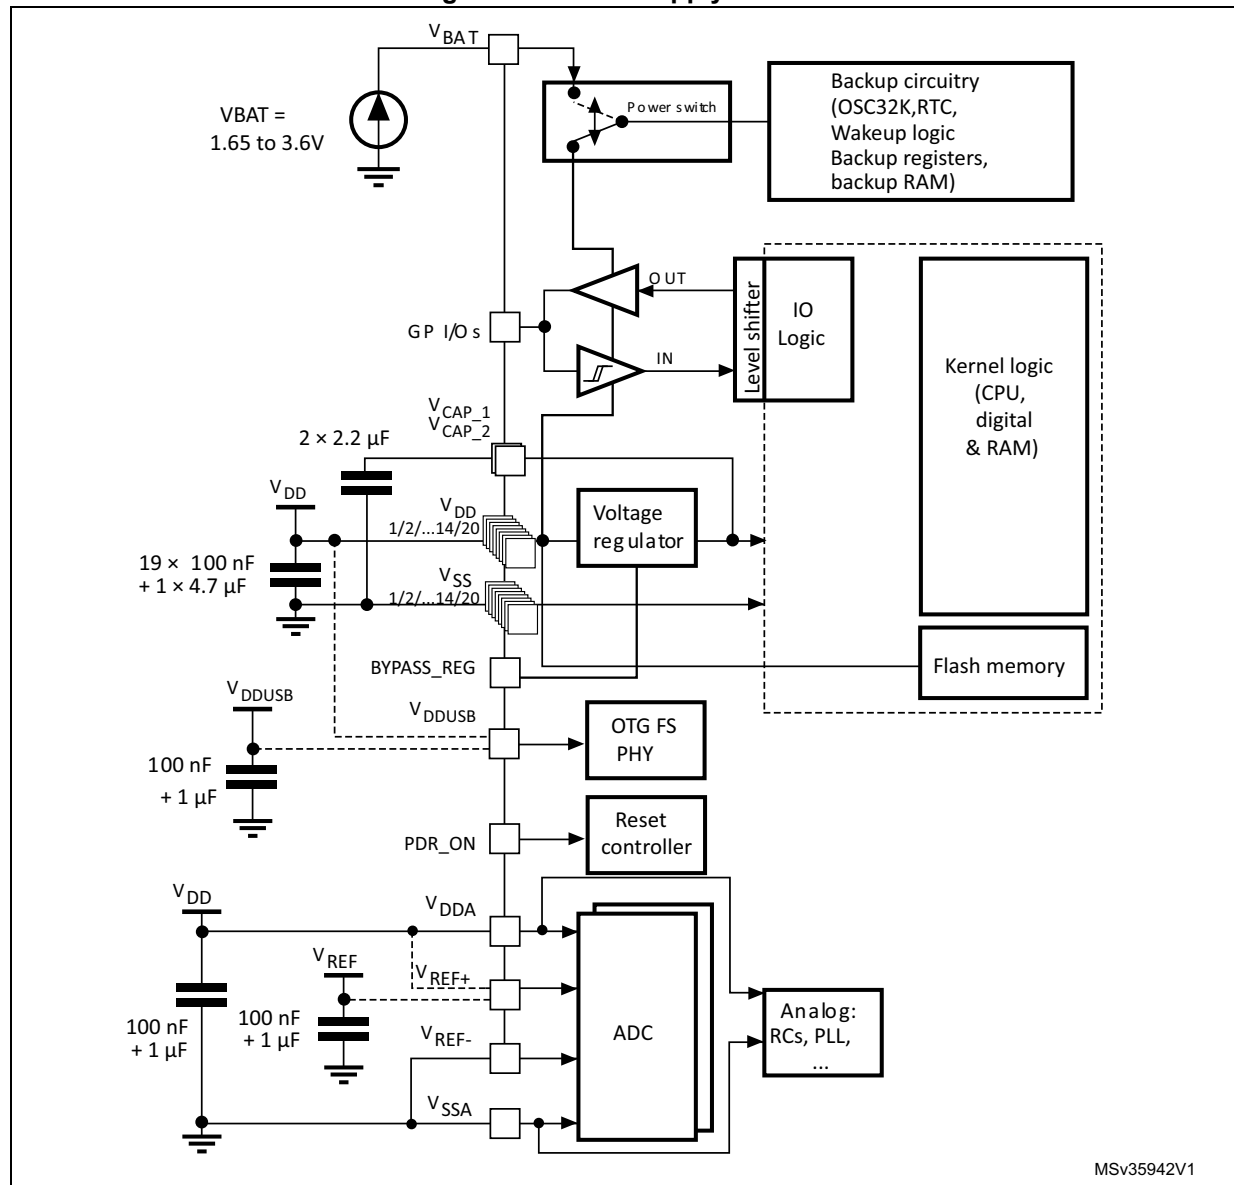 VBAT
VBAT =
1.65 to 3.6V
Power switch
Backup circuitry
(OSC32K,RTC,
Wakeup logic
Backup registers,
backup RAM)
OUT
GP I/Os
IN
Level shifter
IO
Logic
Kernel logic
(CPU,
digital
& RAM)
VCAP_1
VCAP_2
2 × 2.2 μF
VDD
VDD
1/2/...14/20
Voltage
regulator
19 × 100 nF
+ 1 × 4.7 μF
VSS
1/2/...14/20
BYPASS_REG
Flash memory
VDDUSB
VDDUSB
OTG FS
PHY
100 nF
+ 1 μF
PDR_ON
Reset
controller
VDD
VDDA
VREF
VREF+
100 nF
+ 1 μF
100 nF
+ 1 μF
VREF-
ADC
Analog:
RCs, PLL,
...
VSSA
MSv35942V1